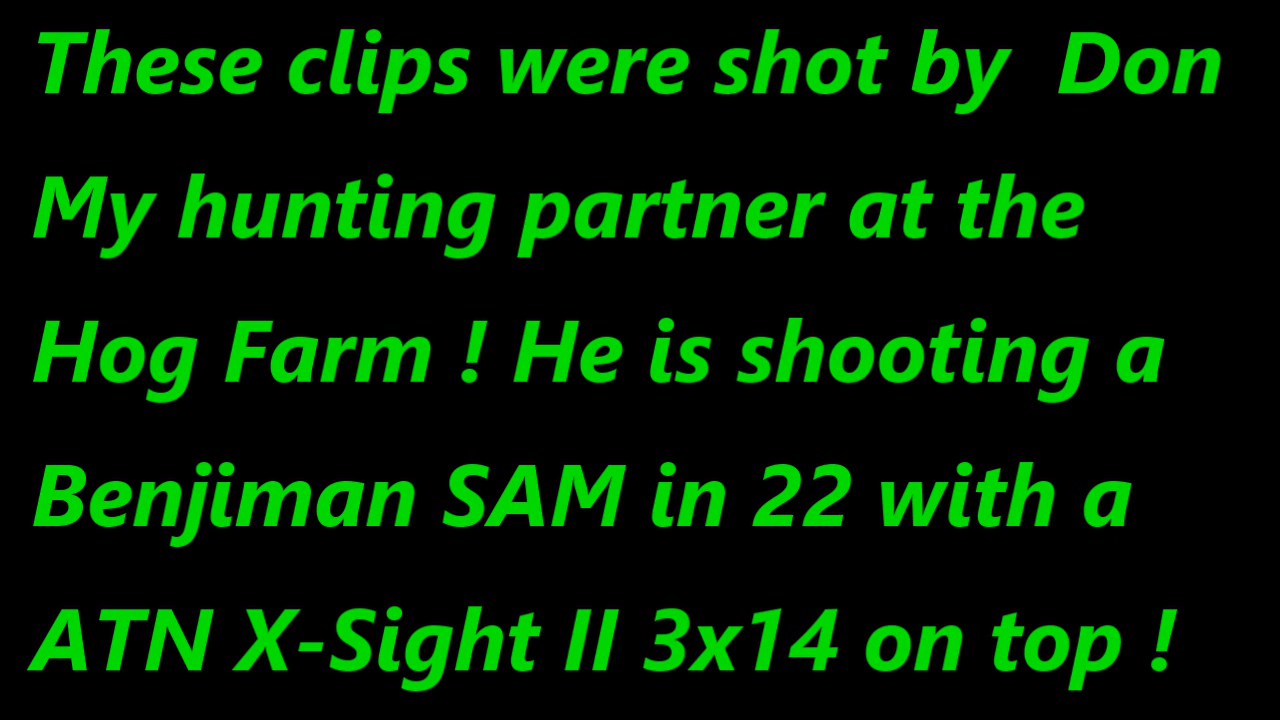 These clips were shot by  Don
My hunting partner at the
Hog Farm ! He is shooting a
Benjiman SAM in 22 with a
ATN X-Sight II 3x14 on top !